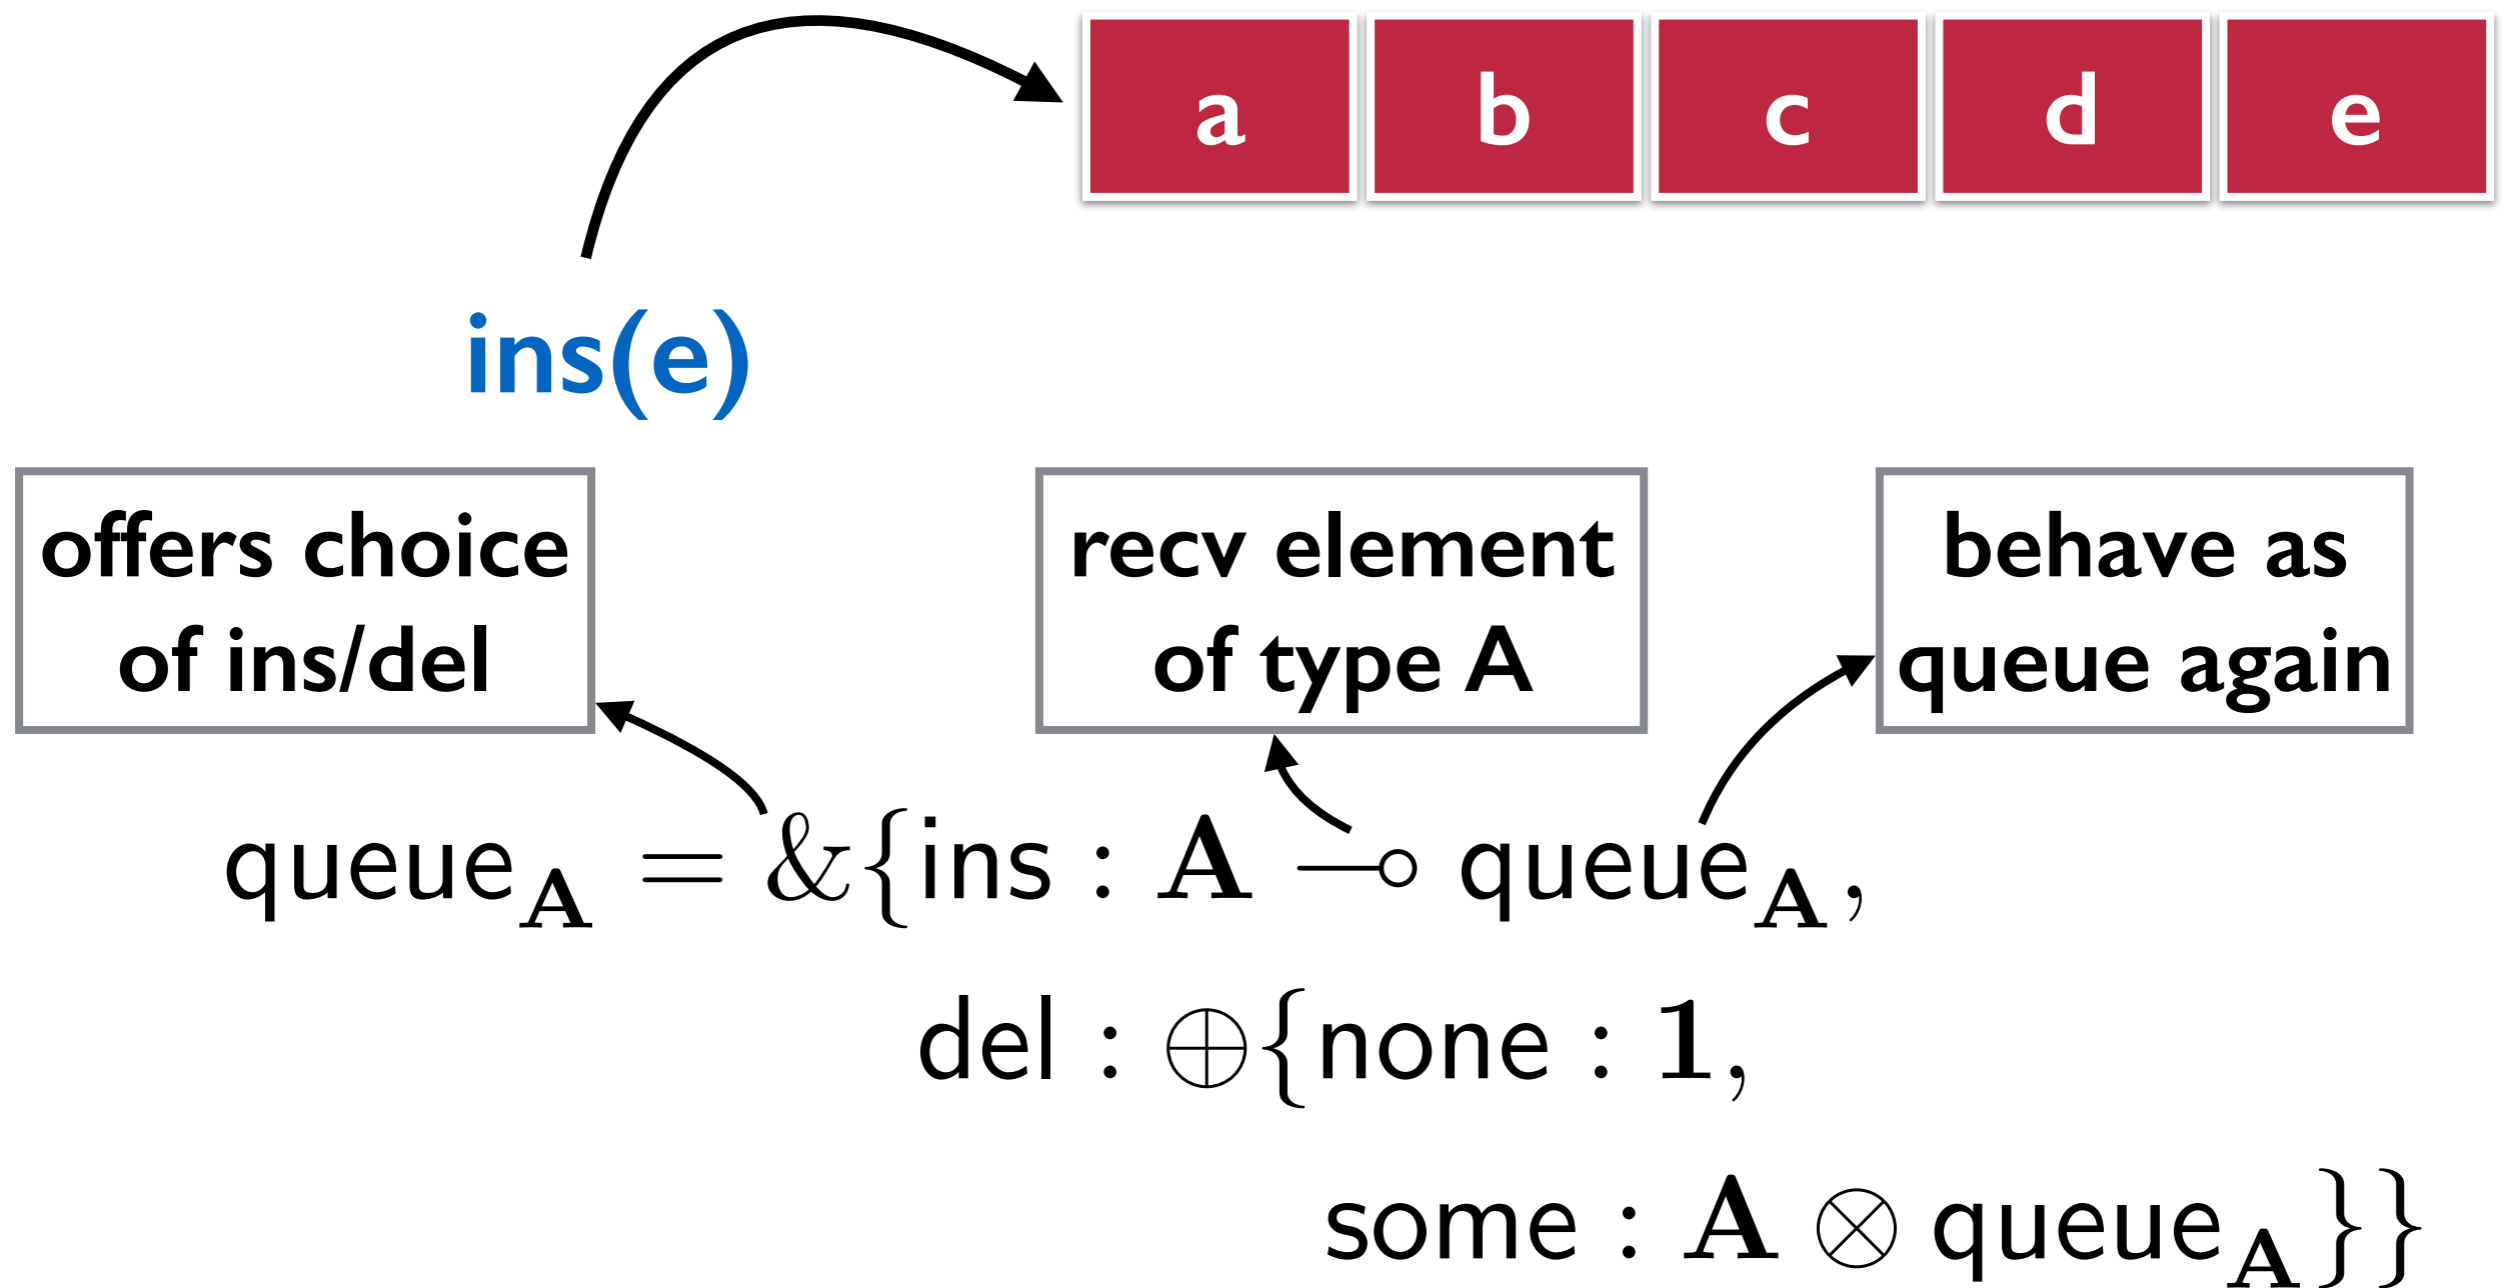 a b c d e
ins(e)
offers choice
of ins/del
recv element
of type A
behave as
queue again
queue_A = &{ins : A ⊸ queue_A,
del : ⊕{none : 1,
some : A ⊗ queue_A}}